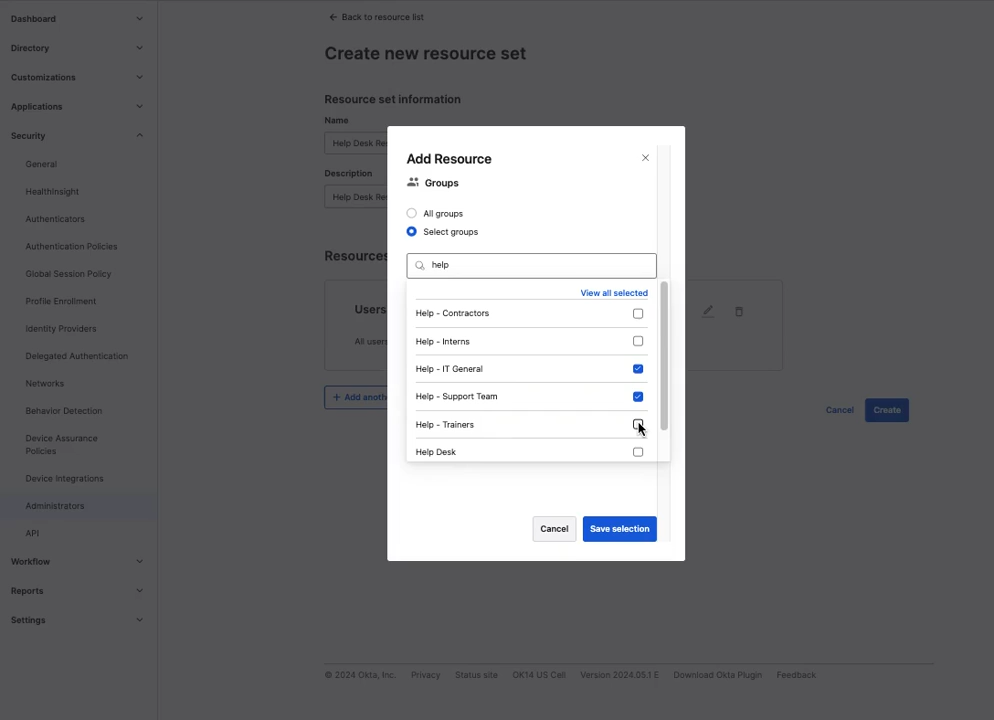 Dashboard
Directory
Customizations
Applications
Security
General
HealthInsight
Authenticators
Authentication Policies
Global Session Policy
Profile Enrollment
Identity Providers
Delegated Authentication
Networks
Behavior Detection
Device Assurance
Policies
Device Integrations
Administrators
API
Workflow
Reports
Settings
Back to resource list
Create new resource set
Resource set information
Name
Help Desk Res
Description
Help Desk Res
Resources
Users
All users
+ Add anoth
Cancel
Create
Add Resource
Groups
All groups
Select groups
help
View all selected
Help - Contractors
Help - Interns
Help - IT General
Help - Support Team
Help - Trainers
Help Desk
Cancel
Save selection
© 2024 Okta, Inc. Privacy Status site OK14 US Cell Version 2024.05.1 E Download Okta Plugin Feedback